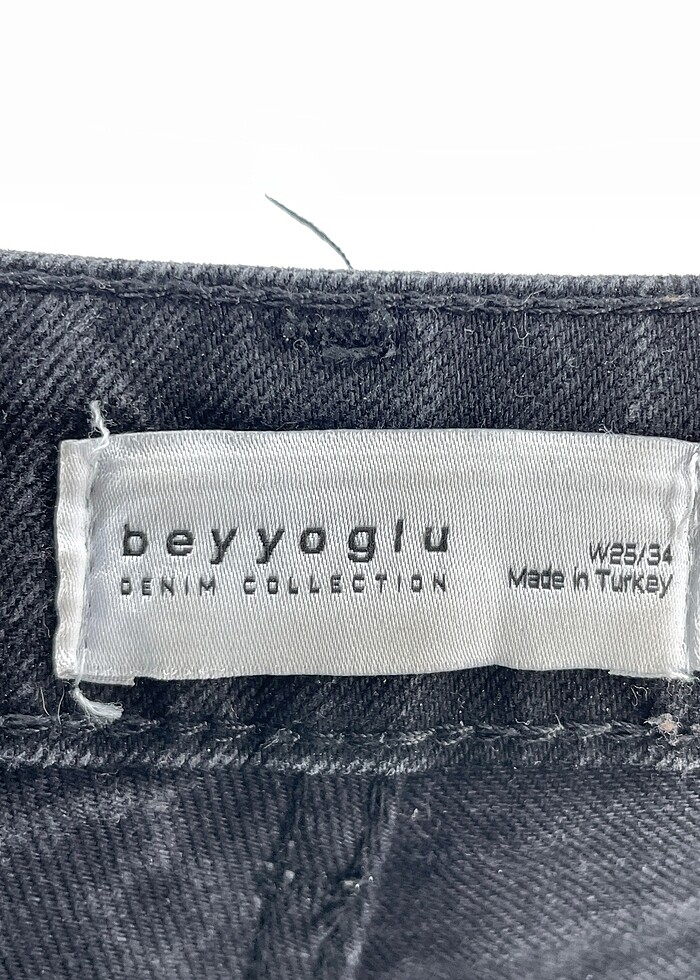 beyyoglu
DENIM COLLECTION
W25/34
Made in Turkey